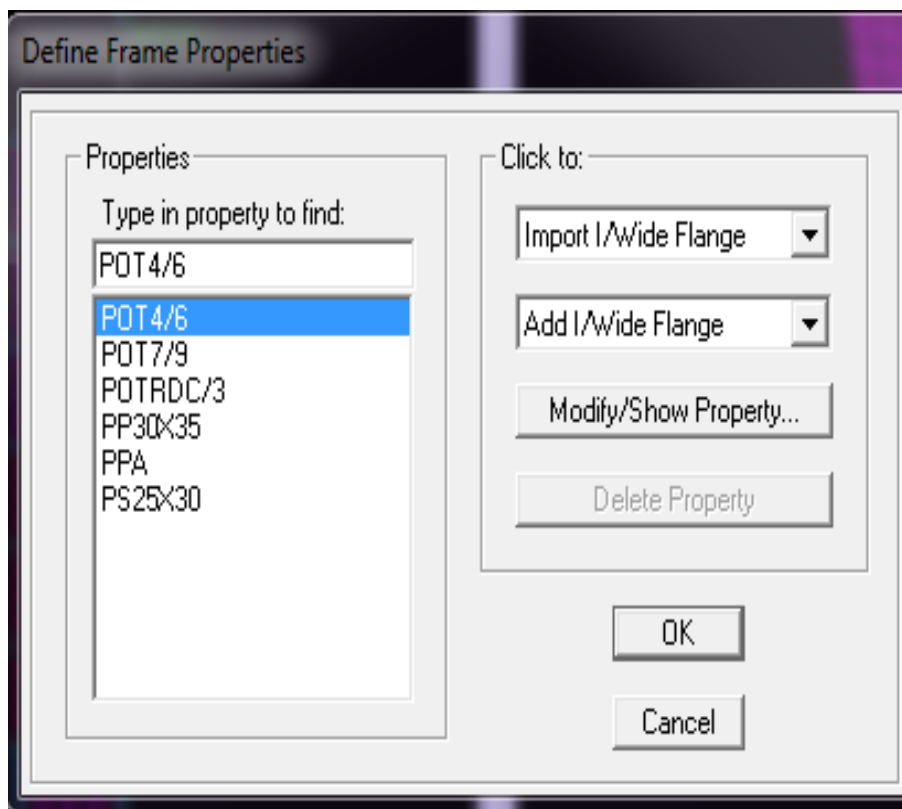 Define Frame Properties
Properties
Type in property to find:
POT4/6
POT4/6
POT7/9
POTRDC/3
PP30X35
PPA
PS25X30
Click to:
Import I/Wide Flange
Add I/Wide Flange
Modify/Show Property...
Delete Property
OK
Cancel